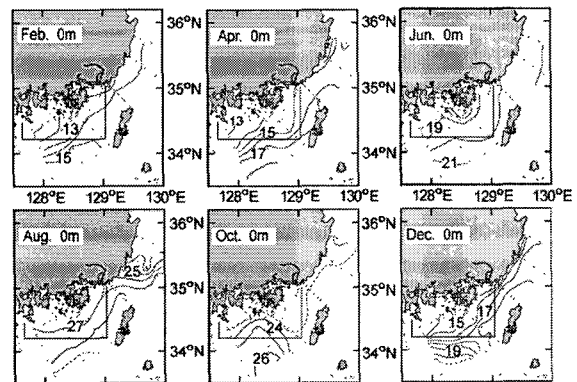 Feb. 0m
13
15
36°N
35°N
34°N
Apr. 0m
13
15
17
36°N
35°N
34°N
Jun. 0m
19
21
36°N
35°N
34°N
128°E
129°E
130°E
128°E
129°E
130°E
128°E
129°E
130°E
Aug. 0m
25
27
36°N
35°N
34°N
Oct. 0m
24
26
36°N
35°N
34°N
Dec. 0m
17
15
19
36°N
35°N
34°N